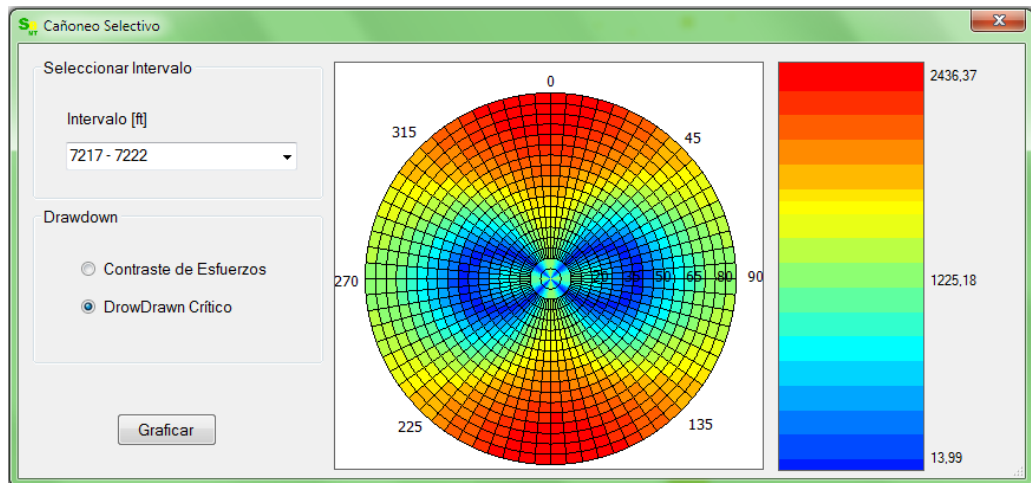 Cañoneo Selectivo
Seleccionar Intervalo
Intervalo [ft]
7217 - 7222
Drawdown
Contraste de Esfuerzos
DrowDrawn Crítico
Graficar
0
45
90
135
225
270
315
20 35 50 65 80
2436,37
1225,18
13,99